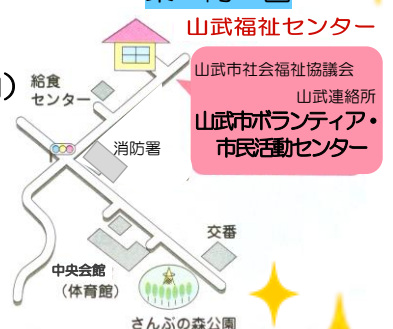 山武福祉センター
山武市社会福祉協議会
山武連絡所
山武市ボランティア・
市民活動センター
給食
センター
消防署
交番
中央会館
(体育館)
さんぶの森公園